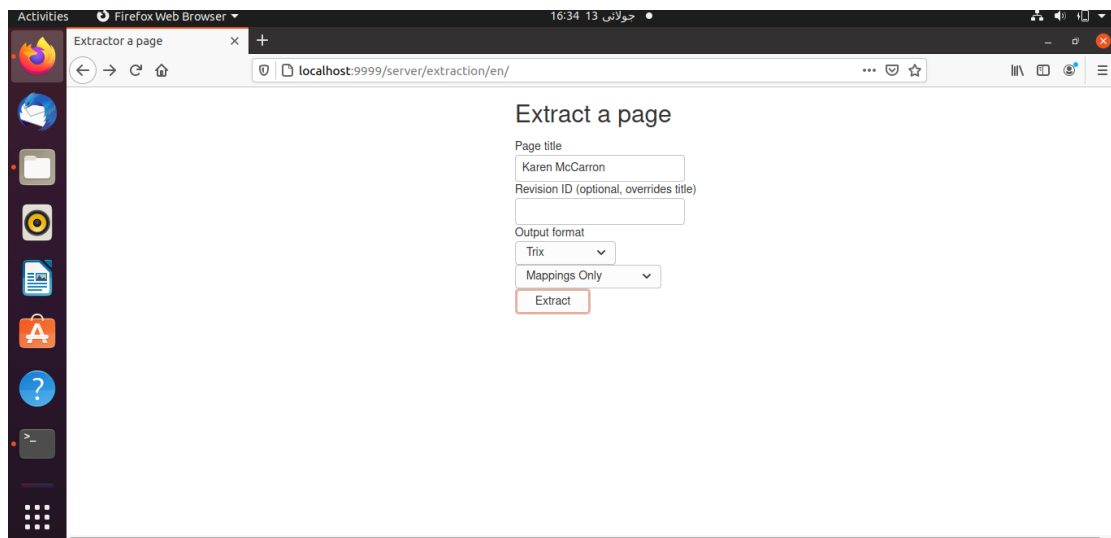 Activities Firefox Web Browser 16:34 13 جولائی
Extractor a page
localhost:9999/server/extraction/en/
Extract a page
Page title
Karen McCarron
Revision ID (optional, overrides title)
Output format
Trix
Mappings Only
Extract